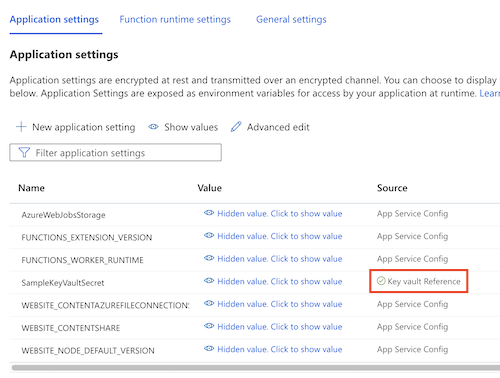 Application settings Function runtime settings General settings
Application settings
Application settings are encrypted at rest and transmitted over an encrypted channel. You can choose to display
below. Application Settings are exposed as environment variables for access by your application at runtime. Lear
New application setting Show values Advanced edit
Filter application settings
Name Value Source
AzureWebJobsStorage Hidden value. Click to show value App Service Config
FUNCTIONS_EXTENSION_VERSION Hidden value. Click to show value App Service Config
FUNCTIONS_WORKER_RUNTIME Hidden value. Click to show value App Service Config
SampleKeyVaultSecret Hidden value. Click to show value Key vault Reference
WEBSITE_CONTENTAZUREFILECONNECTION Hidden value. Click to show value App Service Config
WEBSITE_CONTENTSHARE Hidden value. Click to show value App Service Config
WEBSITE_NODE_DEFAULT_VERSION Hidden value. Click to show value App Service Config